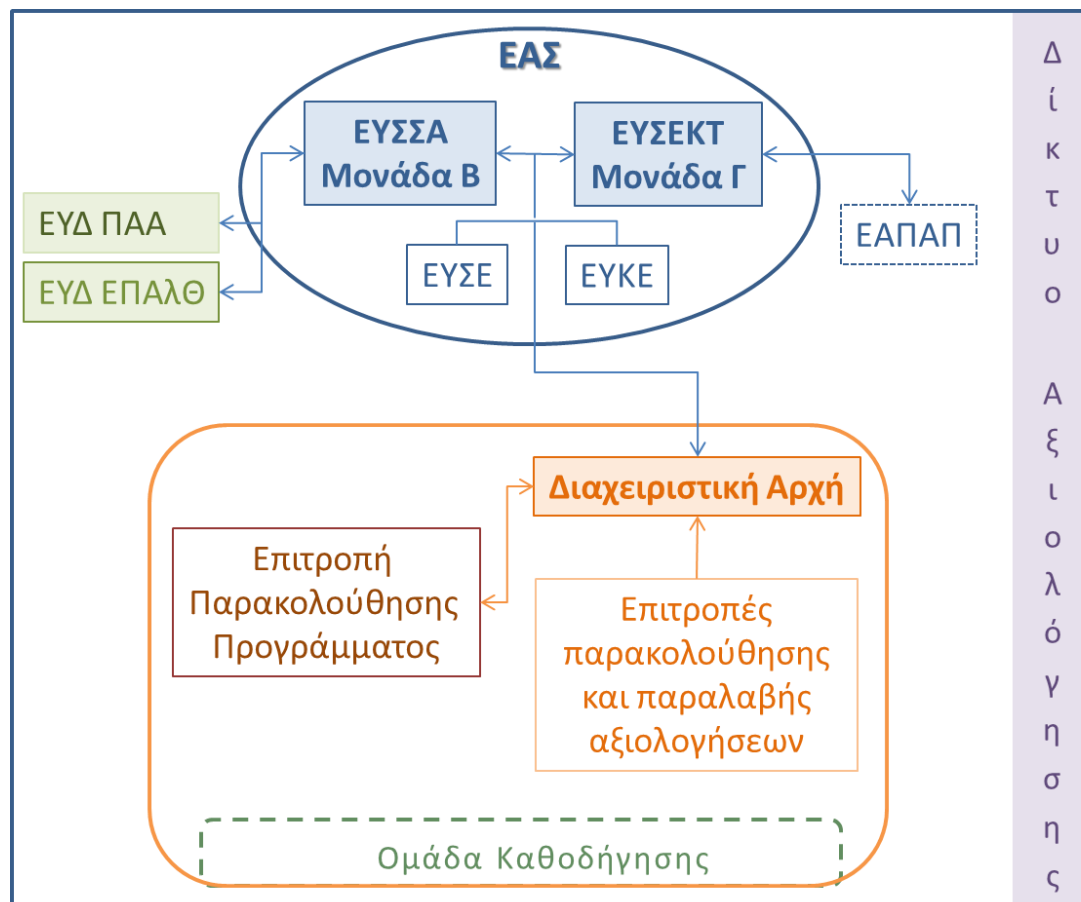 ΕΑΣ
ΕΥΣΣΑ
Μονάδα Β
ΕΥΣΕΚΤ
Μονάδα Γ
ΕΥΔ ΠΑΑ
ΕΥΔ ΕΠΑλΘ
ΕΥΣΕ
ΕΥΚΕ
ΕΑΠΑΠ
Διαχειριστική Αρχή
Επιτροπή
Παρακολούθησης
Προγράμματος
Επιτροπές
παρακολούθησης
και παραλαβής
αξιολογήσεων
Ομάδα Καθοδήγησης
Δίκτυο Αξιολόγησης